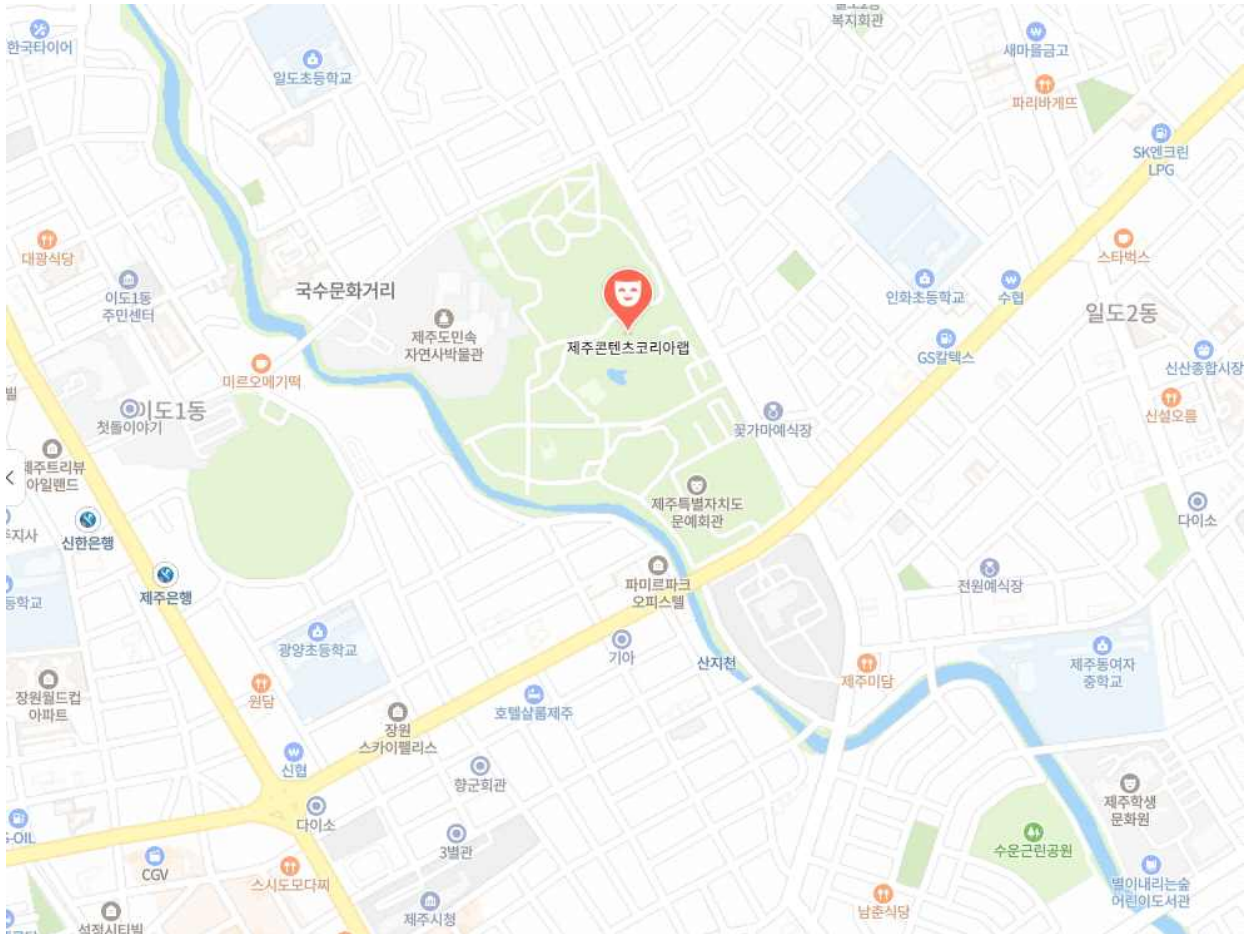 일도2동
복지회관
한국타이어
새마을금고
일도초등학교
파리바게뜨
SK엔크린
LPG
대광식당
스타벅스
이도1동
주민센터
국수문화거리
인화초등학교
수협
제주도민속
자연사박물관
제주콘텐츠코리아랩
일도2동
GS칼텍스
신산종합시장
미르오메기떡
빌
첫돌이야기
이도1동
신설오름
꽃가마예식장
제주트리뷰
아일랜드
제주특별자치도
문예회관
다이소
주지사
신한은행
제주은행
등학교
파미르파크
오피스텔
전원예식장
광양초등학교
기아
산지천
제주미담
제주동여자
중학교
장원월드컵
아파트
원담
호텔샬롬제주
장원
스카이펠리스
신협
향군회관
제주학생
문화원
다이소
S-OIL
3별관
수운근린공원
CGV
스시도모다찌
별이내리는숲
어린이도서관
제주시청
남춘식당